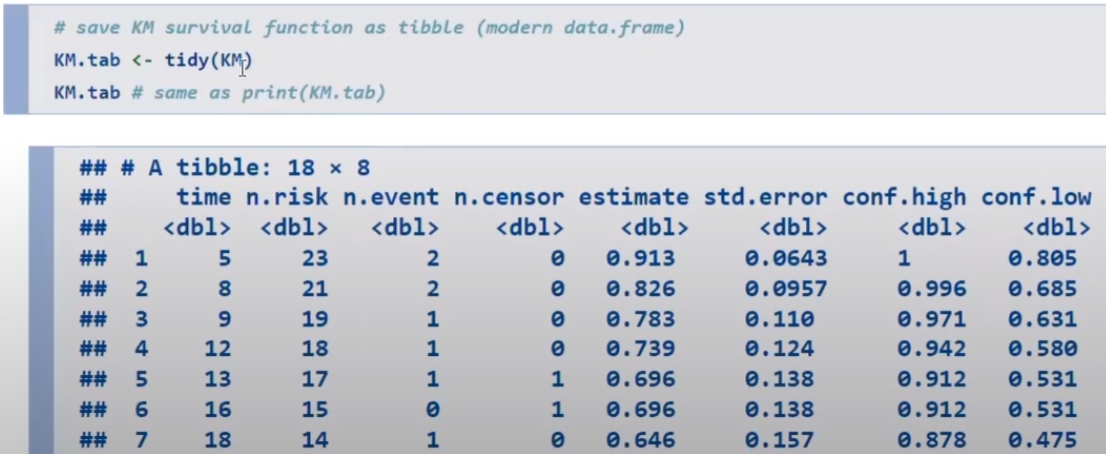 # save KM survival function as tibble (modern data.frame)
KM.tab <- tidy(KM)
KM.tab # same as print(KM.tab)
## # A tibble: 18 × 8
## time n.risk n.event n.censor estimate std.error conf.high conf.low
## <dbl> <dbl> <dbl> <dbl> <dbl> <dbl> <dbl> <dbl>
## 1 5 23 2 0 0.913 0.0643 1 0.805
## 2 8 21 2 0 0.826 0.0957 0.996 0.685
## 3 9 19 1 0 0.783 0.110 0.971 0.631
## 4 12 18 1 0 0.739 0.124 0.942 0.580
## 5 13 17 1 1 0.696 0.138 0.912 0.531
## 6 16 15 0 1 0.696 0.138 0.912 0.531
## 7 18 14 1 0 0.646 0.157 0.878 0.475